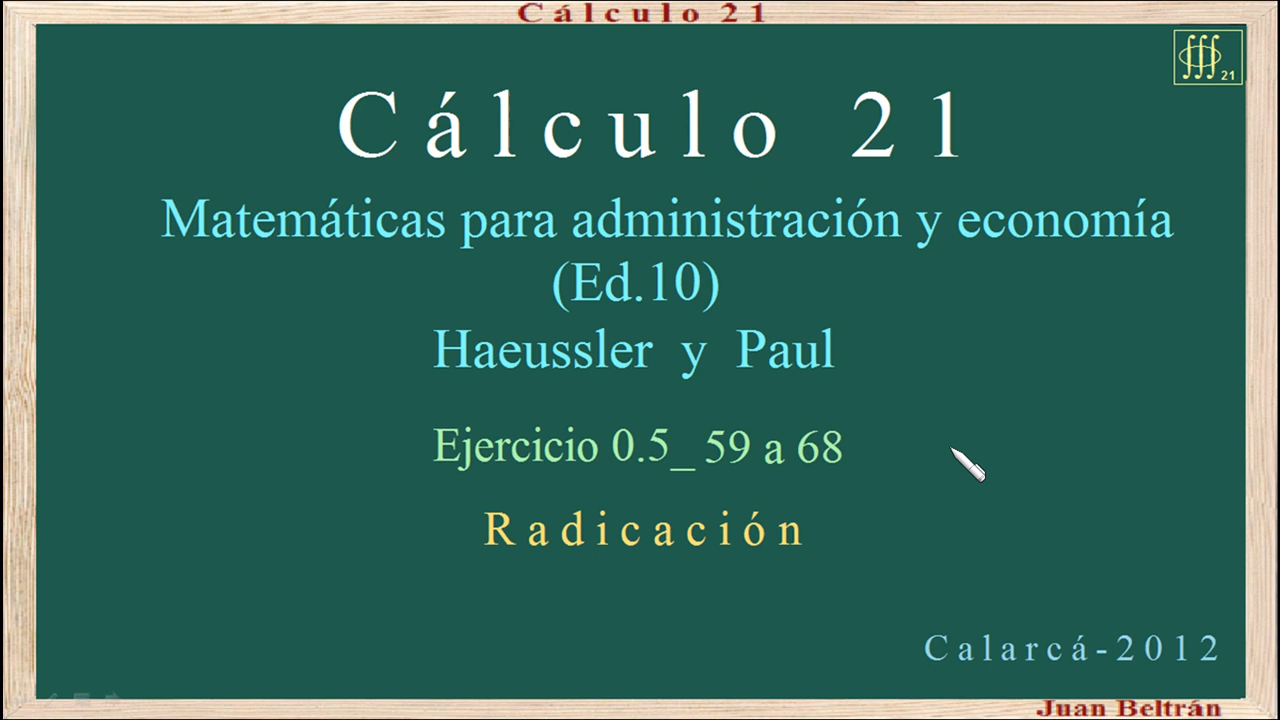 Cálculo 21
21
Cálculo 21
Matemáticas para administración y economía
(Ed.10)
Haeussler y Paul
Ejercicio 0.5_ 59 a 68
Radicación
Calarcá-2012
Juan Beltrán